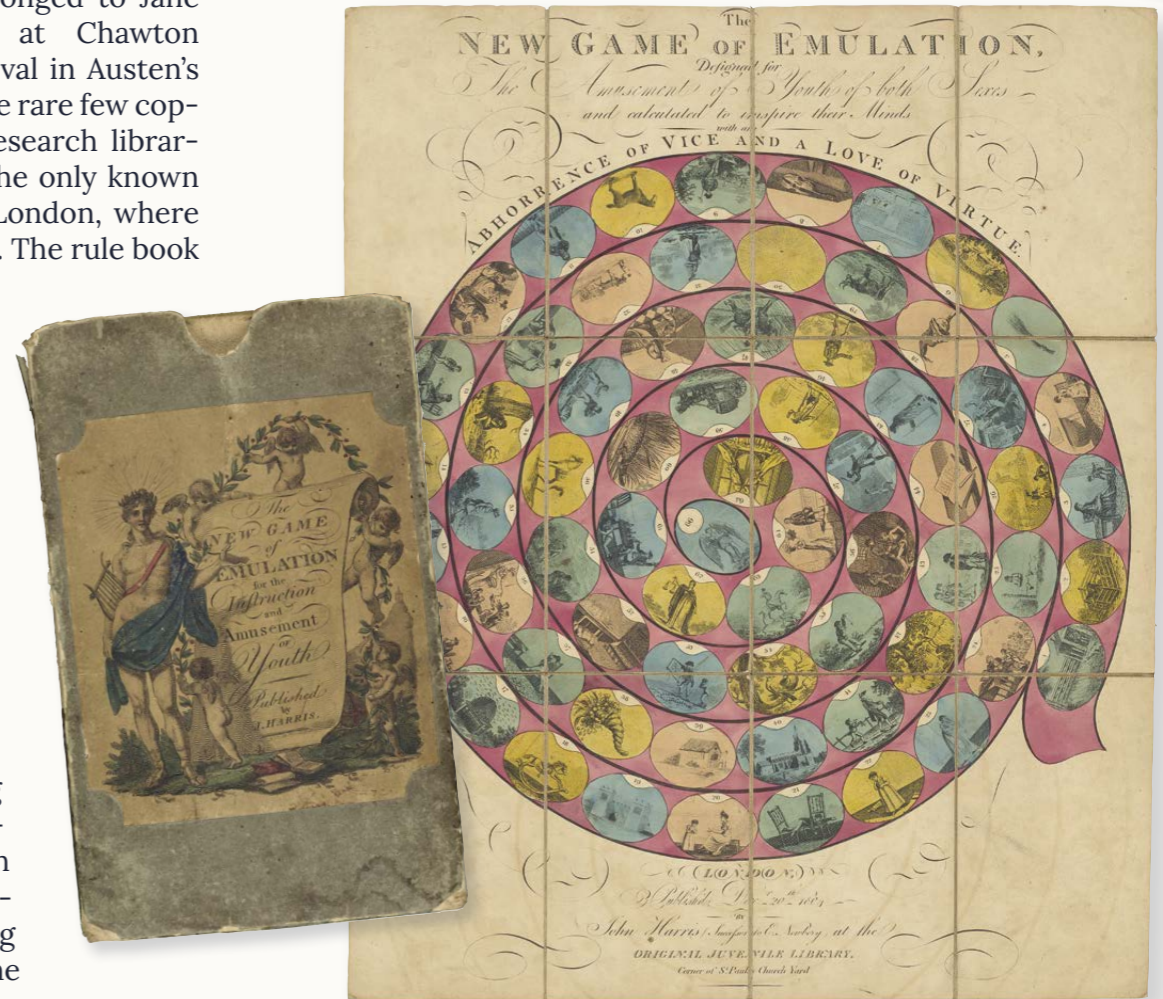 onged to Jane
at Chawton
val in Austen's
e rare few cop-
esearch librar-
he only known
London, where
. The rule book
g
-
n
–
g
ne
The
NEW GAME
of
EMULATION
for the
Instruction
and
Amusement
OF
Youth
Published
by
J. HARRIS.
The
NEW GAME OF EMULATION,
Designed for
The Amusement of Youth of both Sexes
and calculated to inspire their Minds
with an
ABHORRENCE OF VICE AND A LOVE OF VIRTUE.
LONDON
Published Decr. 20th 1804
BY
John Harris, Successor to E. Newbery, at the
ORIGINAL JUVENILE LIBRARY,
Corner of St Pauls Church Yard